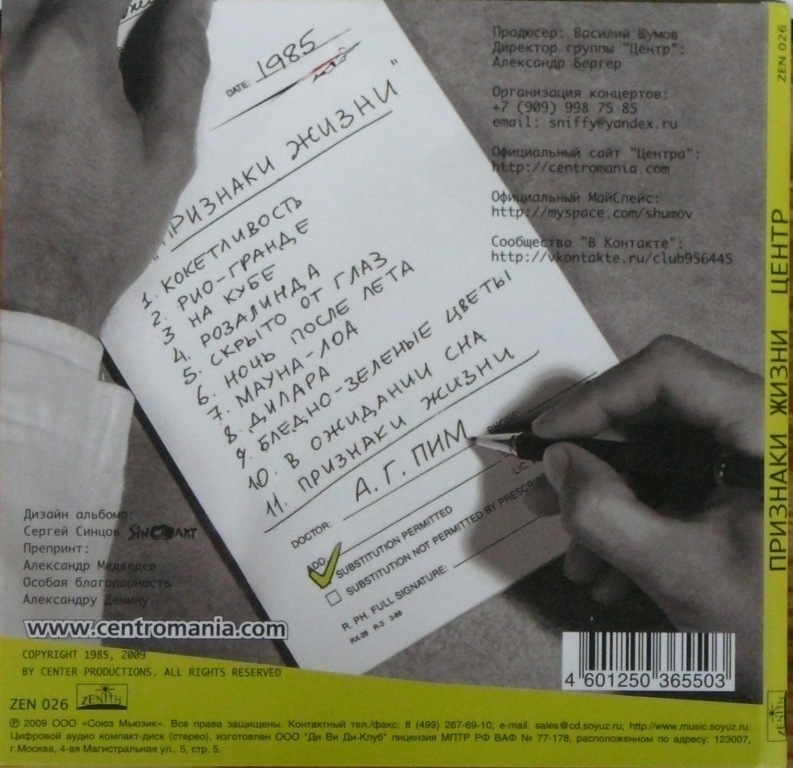 DATE: 1985
"ПРИЗНАКИ ЖИЗНИ"
1. КОКЕТЛИВОСТЬ
2. РИО-ГРАНДЕ
3 НА КУБЕ
4. РОЗАЛИНДА
5. СКРЫТО ОТ ГЛАЗ
6. НОЧЬ ПОСЛЕ ЛЕТА
7. МАУНА-ЛОА
8. ДИЛАРА
9. БЛЕДНО-ЗЕЛЕНЫЕ ЦВЕТЫ
10. В ОЖИДАНИИ СНА
11. ПРИЗНАКИ ЖИЗНИ
DOCTOR: А. Г. ПИМ
PHONE:
LIC.
ADD:
SUBSTITUTION PERMITTED
SUBSTITUTION NOT PERMITTED BY PRESCRI
R. PH. FULL SIGNATURE:
Продюсер: Василий Шумов
Директор группы "Центр":
Александр Бергер
Организация концертов:
+7 (909) 998 75 85
email: sniffy@yandex.ru
Официальный сайт "Центра":
http://centromania.com
Официальный МайСпейс:
http://myspace.com/shumov
Сообщество "В Контакте":
http://vkontakte.ru/club956445
ZEN 026
ПРИЗНАКИ ЖИЗНИ ЦЕНТР
ZENITH
Дизайн альбома:
Сергей Синцов SINCOART
Препринт:
Александр Медведев
Особая благодарность
Александру Демину
www.centromania.com
COPYRIGHT 1985, 2009
BY CENTER PRODUCTIONS. ALL RIGHTS RESERVED
ZEN 026 ZENITH
4 601250 365503
℗ 2009 ООО «Союз Мьюзик». Все права защищены. Контактный тел./факс: 8 (499) 267-69-10; e-mail: sales@cd.soyuz.ru; http://www.music.soyuz.ru.
Цифровой аудио компакт-диск (стерео), изготовлен ООО "Ди Ви Ди-Клуб" лицензия МПТР РФ ВАФ № 77-178, расположенном по адресу: 123007,
г.Москва, 4-ая Магистральная ул., 5, стр. 5.